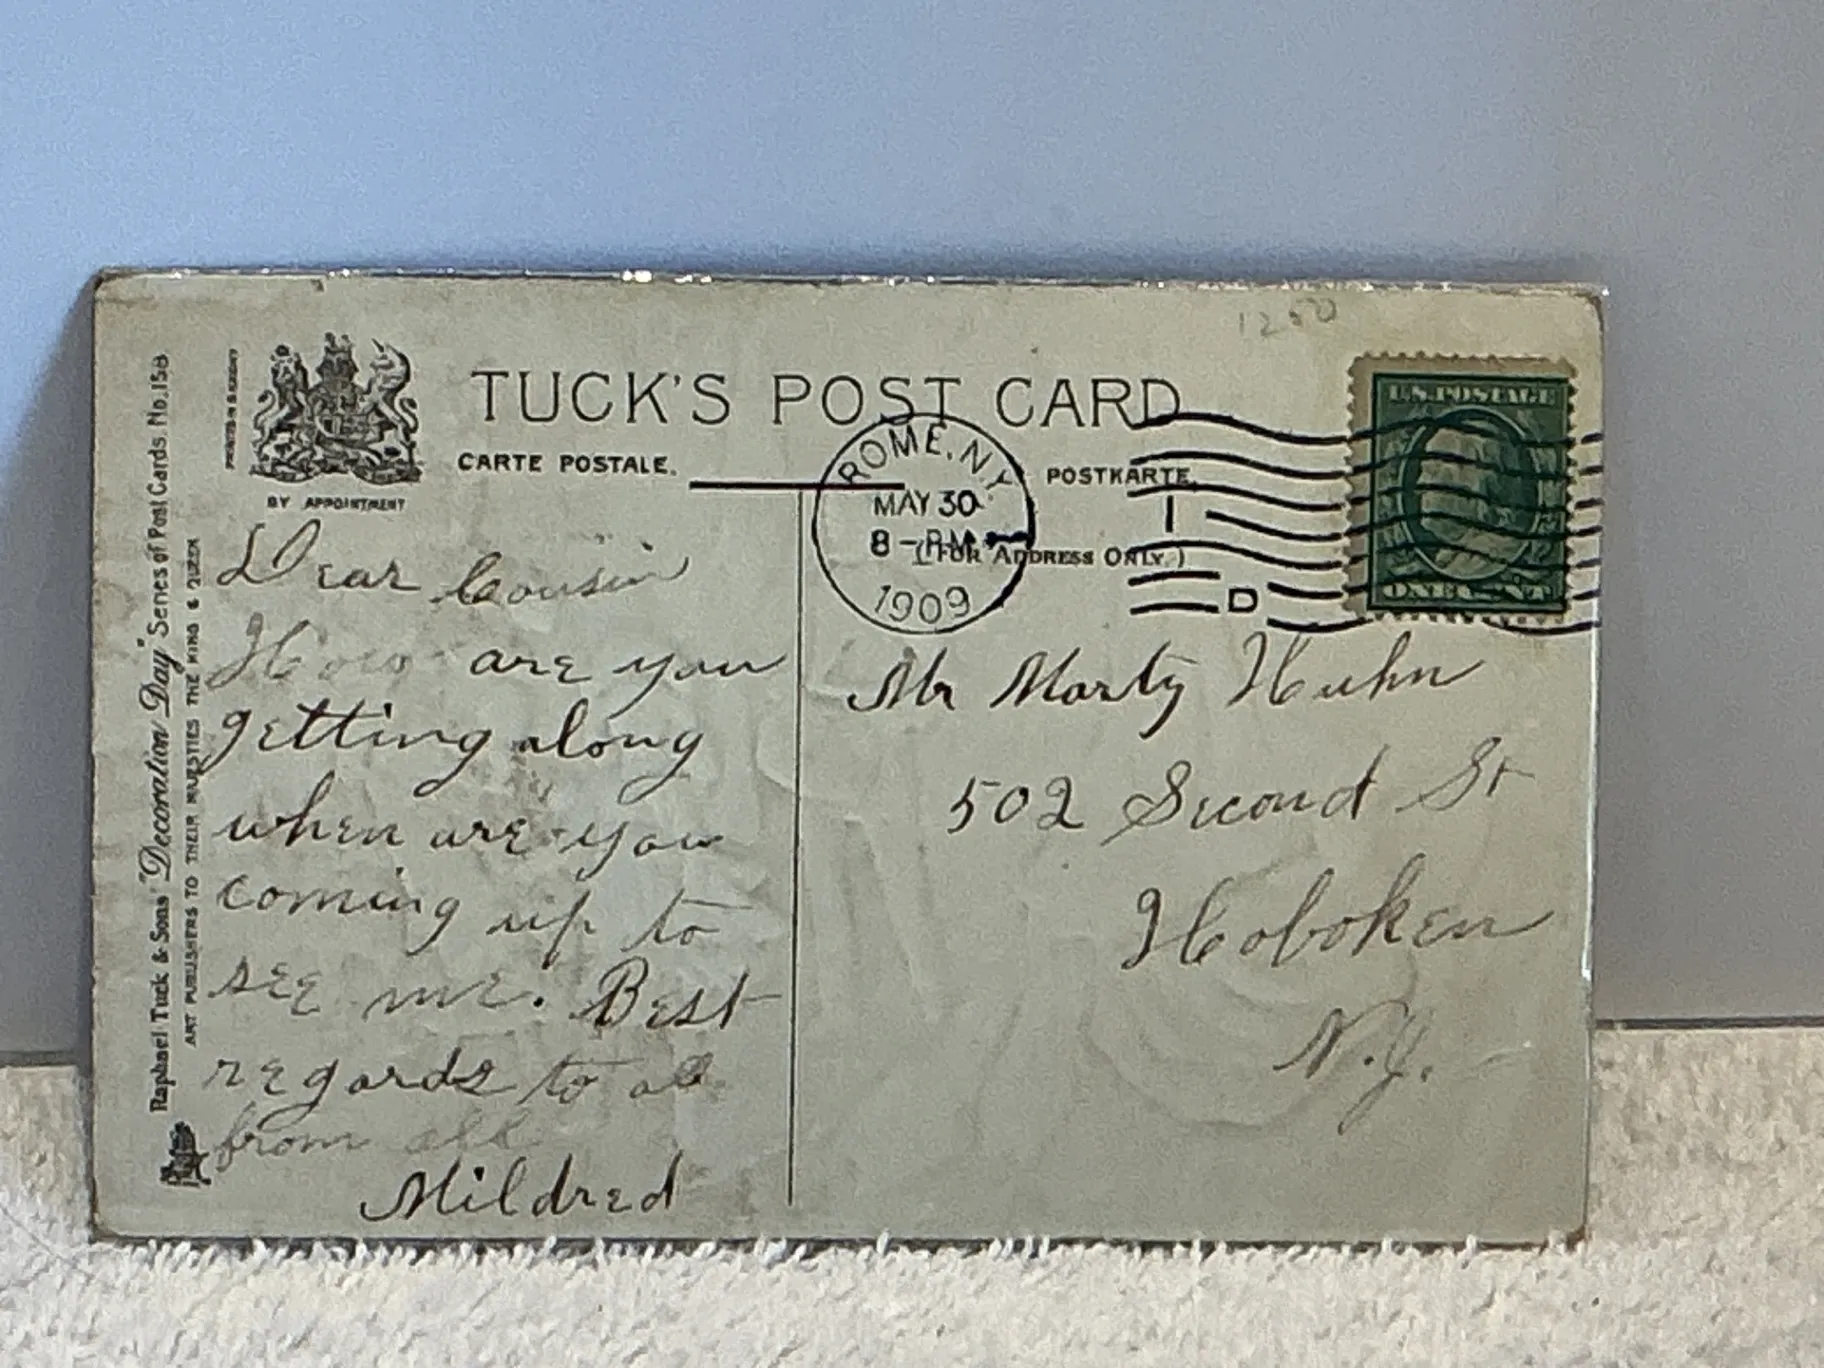 1250
TUCK'S POST CARD
CARTE POSTALE.
POSTKARTE.
(FOR ADDRESS ONLY.)
BY APPOINTMENT
Raphael Tuck & Sons' "Decoration Day" Series of Post Cards. No. 158
ART PUBLISHERS TO THEIR MAJESTIES THE KING & QUEEN
ROME, N.Y.
MAY 30
8-PM
1909
D
U.S. POSTAGE
ONE CENT
Dear Cousin
How are you
getting along
when are you
coming up to
see me. Best
regards to all
from all
Mildred
Mr Marty Huhn
502 Second St
Hoboken
N.J.